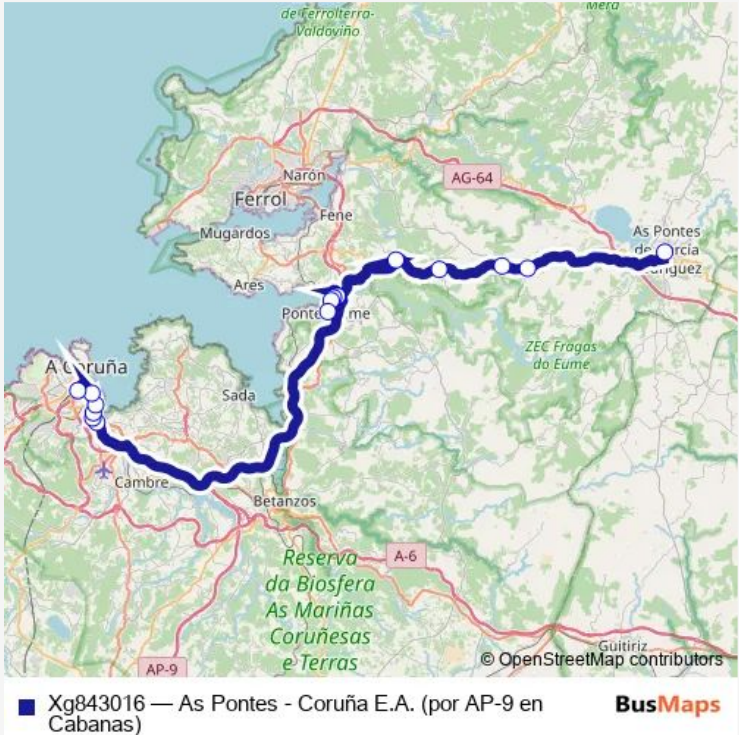 Mera
de Ferrolterra-
Valdoviño
Narón
AG-64
Ferrol
Fene
Mugardos
As Pontes
de
Ares
Sada
A Coruña
ZEC Fragas
do Eume
Cambre
Betanzos
Reserva
da Biosfera
As Mariñas
Coruñesas
e Terras
A-6
Guitiriz
AP-9
© OpenStreetMap contributors
Xg843016 — As Pontes - Coruña E.A. (por AP-9 en
Cabanas)
BusMaps